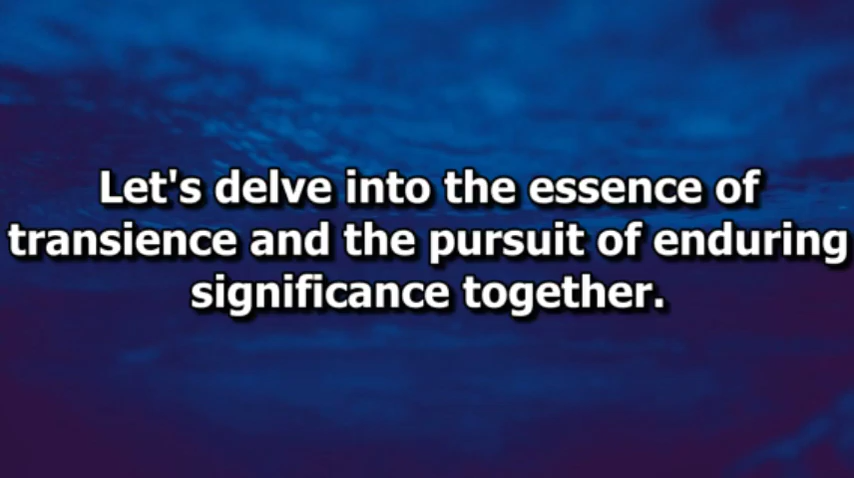 Let's delve into the essence of
transience and the pursuit of enduring
significance together.